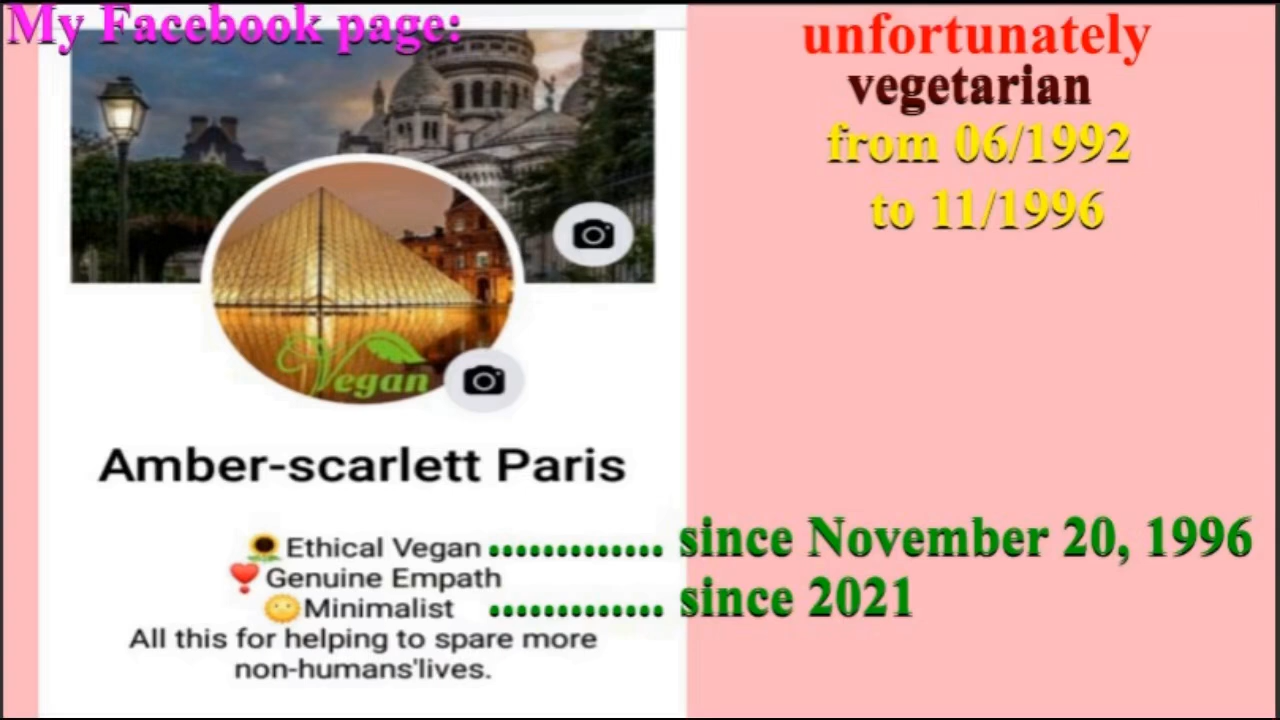 My Facebook page:
unfortunately
vegetarian
from 06/1992
to 11/1996
Vegan
Amber-scarlett Paris
Ethical Vegan ............. since November 20, 1996
Genuine Empath
Minimalist ............. since 2021
All this for helping to spare more
non-humans'lives.